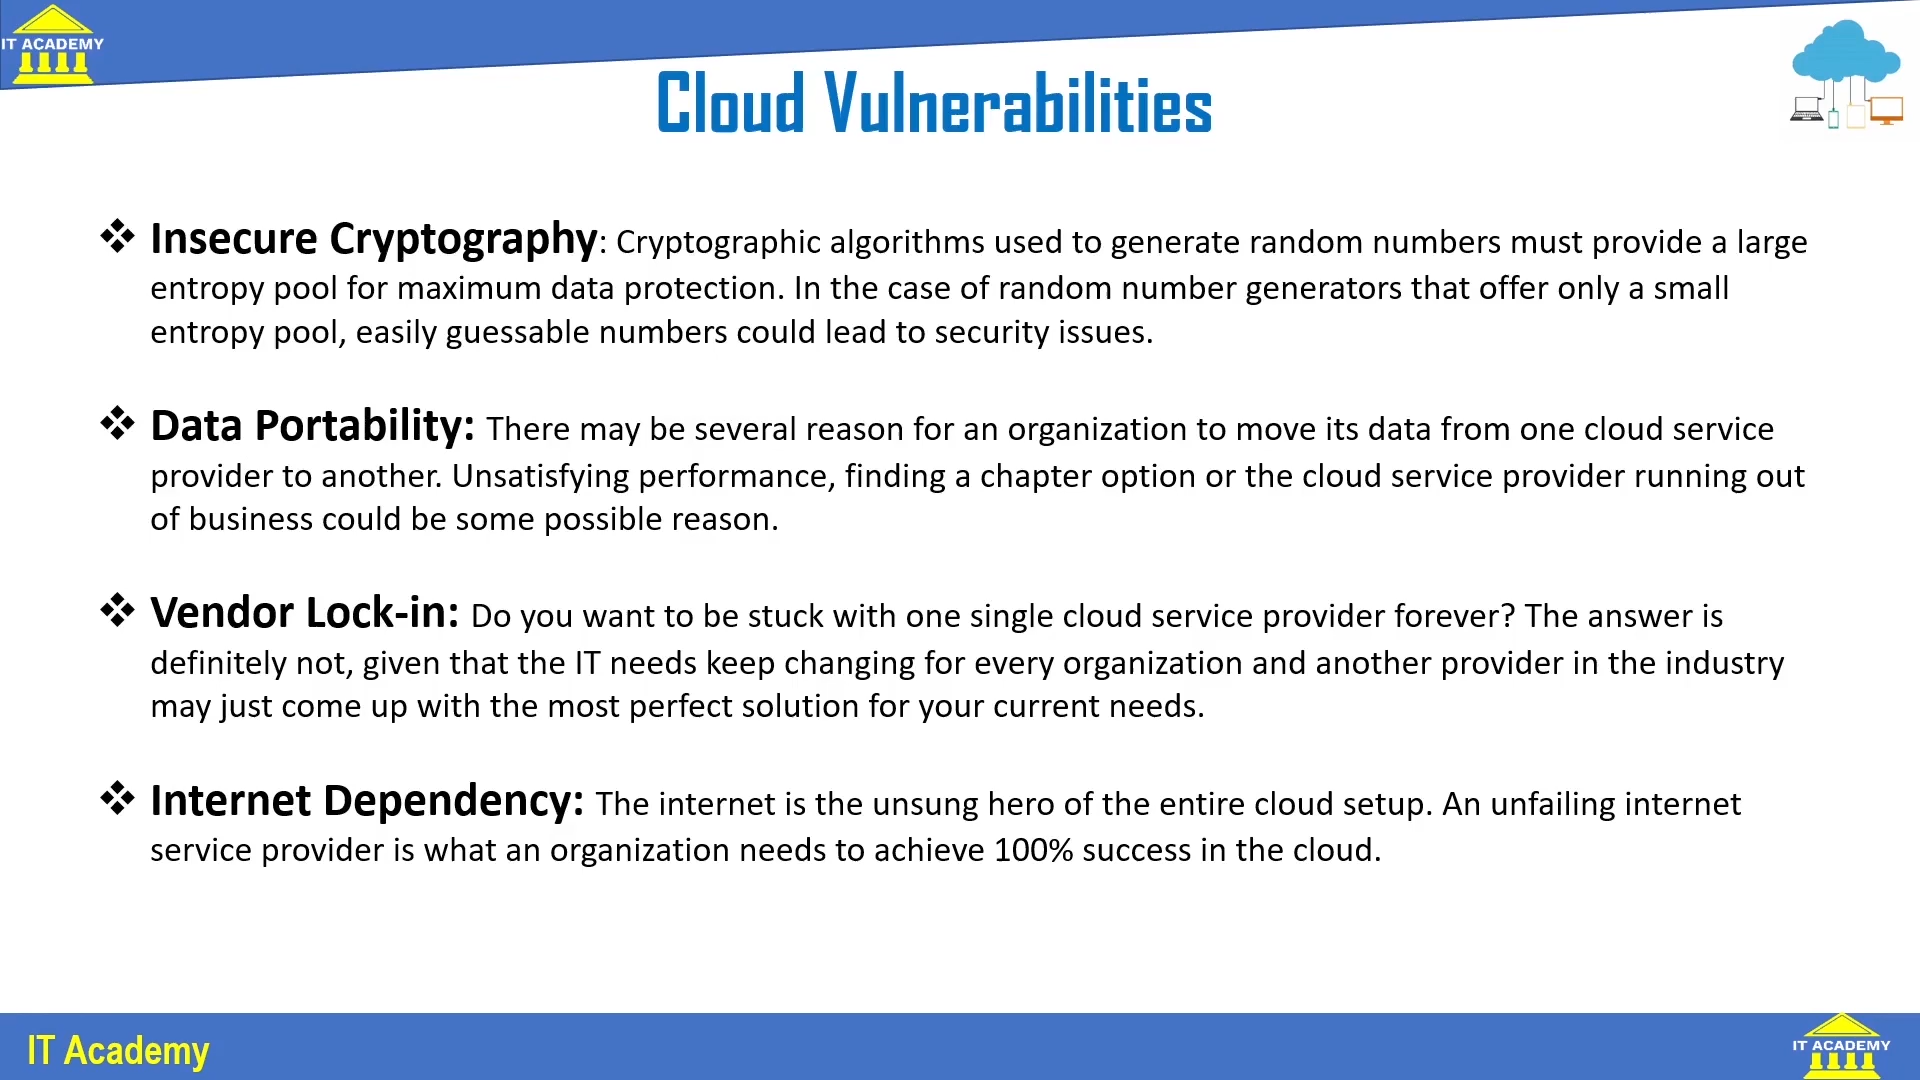 IT ACADEMY
Cloud Vulnerabilities
❖ Insecure Cryptography: Cryptographic algorithms used to generate random numbers must provide a large
entropy pool for maximum data protection. In the case of random number generators that offer only a small
entropy pool, easily guessable numbers could lead to security issues.
❖ Data Portability: There may be several reason for an organization to move its data from one cloud service
provider to another. Unsatisfying performance, finding a chapter option or the cloud service provider running out
of business could be some possible reason.
❖ Vendor Lock-in: Do you want to be stuck with one single cloud service provider forever? The answer is
definitely not, given that the IT needs keep changing for every organization and another provider in the industry
may just come up with the most perfect solution for your current needs.
❖ Internet Dependency: The internet is the unsung hero of the entire cloud setup. An unfailing internet
service provider is what an organization needs to achieve 100% success in the cloud.
IT Academy
IT ACADEMY